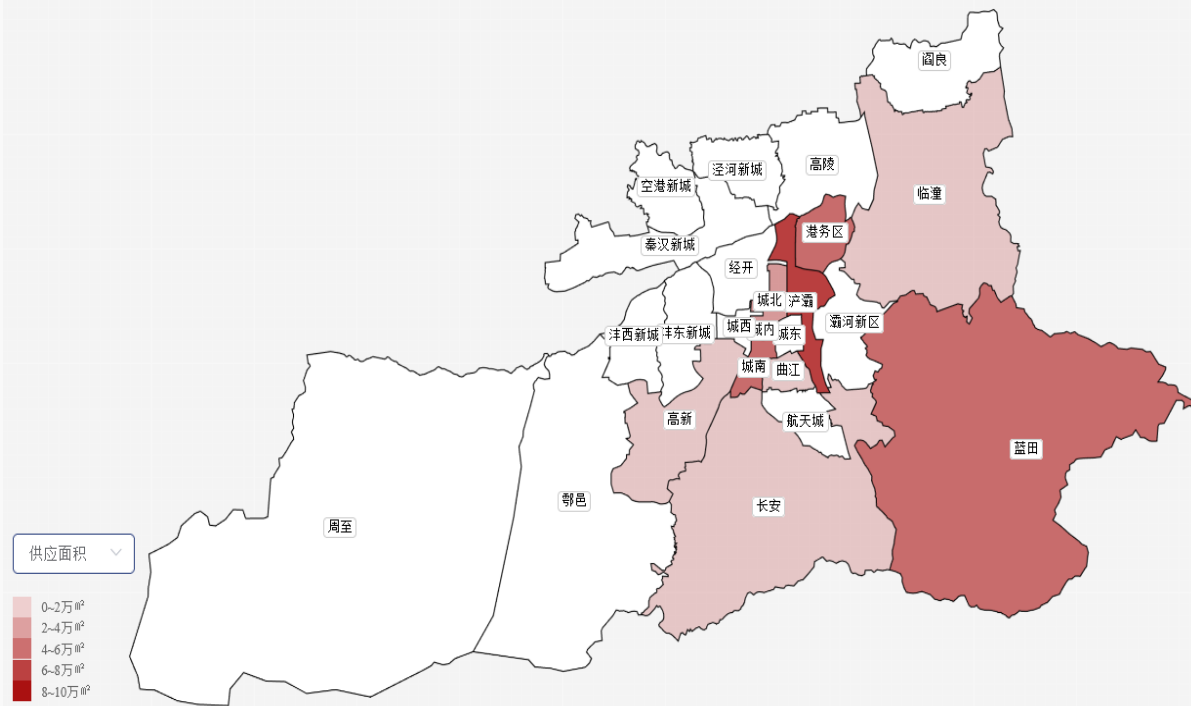 阎良
高陵
泾河新城
空港新城
临潼
港务区
秦汉新城
经开
城北
浐灞
灞河新区
城西
城内
城东
沣西新城
沣东新城
城南
曲江
高新
航天城
蓝田
鄠邑
长安
周至
供应面积
0~2万㎡
2~4万㎡
4~6万㎡
6~8万㎡
8~10万㎡